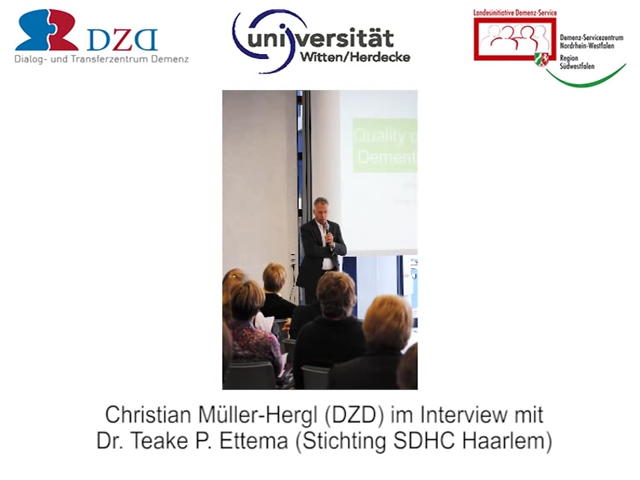 DZD
Dialog- und Transferzentrum Demenz
universität
Witten/Herdecke
Landesinitiative Demenz-Service
Demenz-Servicezentrum
Nordrhein-Westfalen
Region
Südwestfalen
Quality o
Dement
Christian Müller-Hergl (DZD) im Interview mit
Dr. Teake P. Ettema (Stichting SDHC Haarlem)